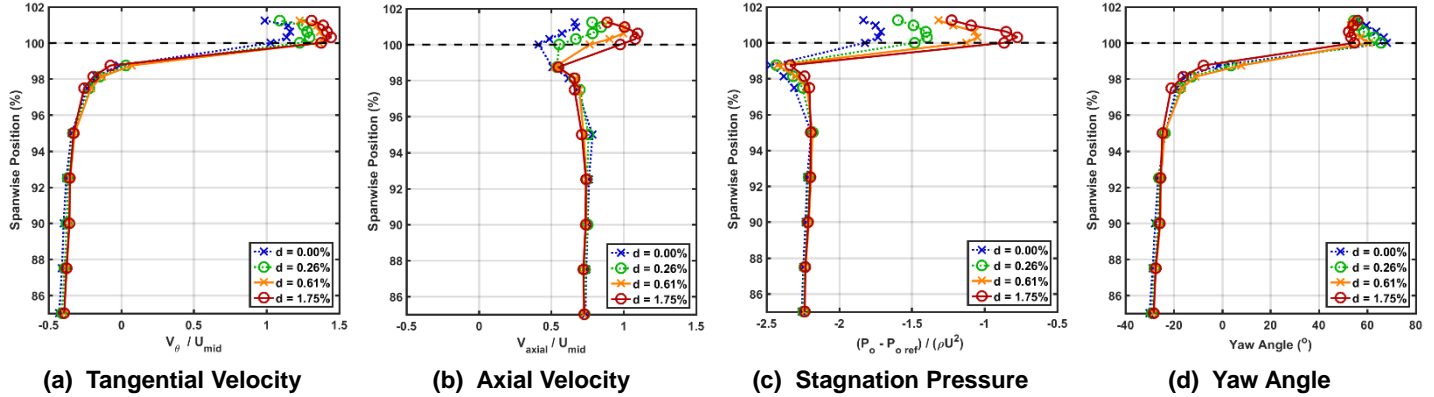 Spanwise Position (%)
100
98
96
94
92
90
88
86
-0.5
0
0.5
1
1.5
d = 0.00%
d = 0.26%
d = 0.61%
d = 1.75%
V_θ / U_mid
(a) Tangential Velocity
Spanwise Position (%)
100
98
96
94
92
90
88
86
-0.5
0
0.5
1
1.5
d = 0.00%
d = 0.26%
d = 0.61%
d = 1.75%
V_axial / U_mid
(b) Axial Velocity
Spanwise Position (%)
100
98
96
94
92
90
88
86
-2.5
-2
-1.5
-1
-0.5
d = 0.00%
d = 0.26%
d = 0.61%
d = 1.75%
(P_o - P_o ref) / (ρU²)
(c) Stagnation Pressure
Spanwise Position (%)
100
98
96
94
92
90
88
86
-40
-20
0
20
40
60
80
d = 0.00%
d = 0.26%
d = 0.61%
d = 1.75%
Yaw Angle (°)
(d) Yaw Angle